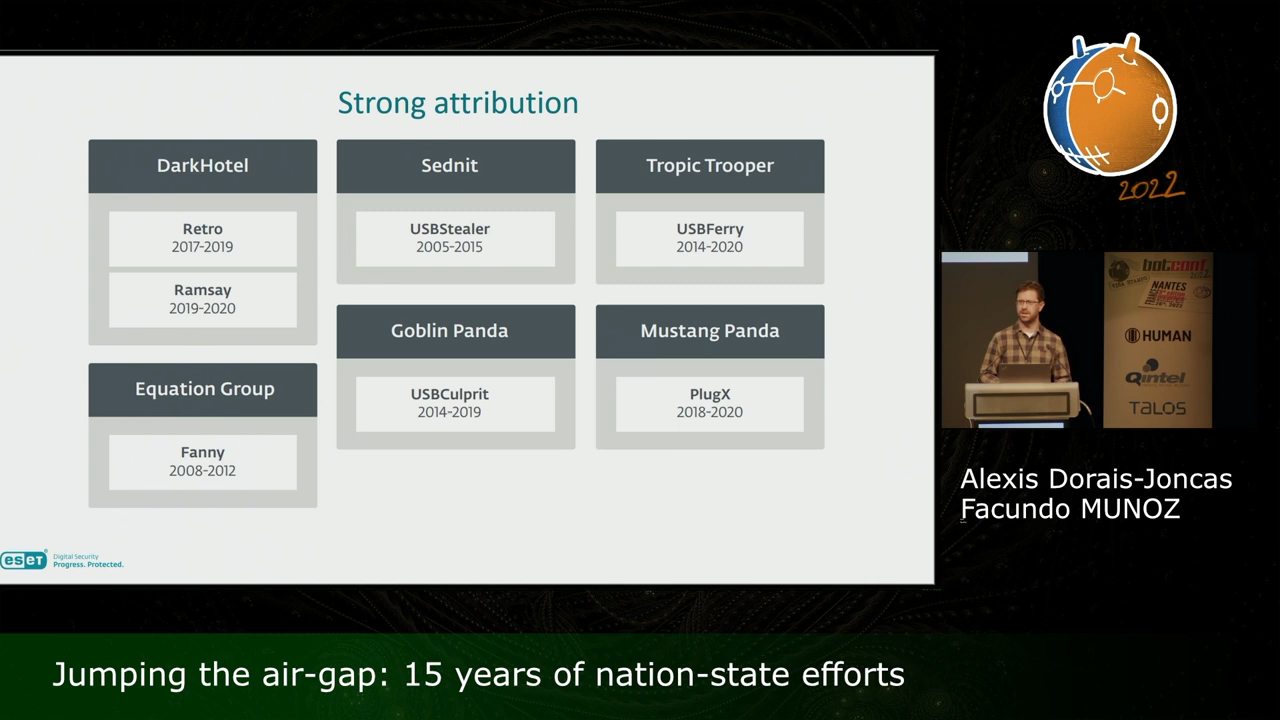 Strong attribution
DarkHotel
Retro
2017-2019
Ramsay
2019-2020
Equation Group
Fanny
2008-2012
Sednit
USBStealer
2005-2015
Goblin Panda
USBCulprit
2014-2019
Tropic Trooper
USBFerry
2014-2020
Mustang Panda
PlugX
2018-2020
eseT
Digital Security
Progress. Protected.
2022
botconf
NANTES
HUMAN
Qintel
TALOS
Alexis Dorais-Joncas
Facundo MUNOZ
Jumping the air-gap: 15 years of nation-state efforts